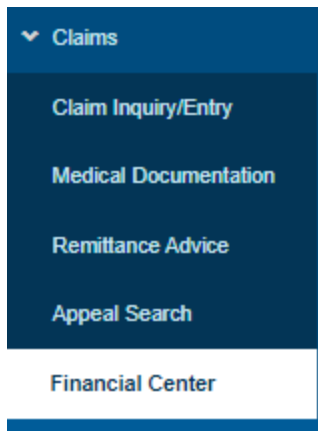 Claims
Claim Inquiry/Entry
Medical Documentation
Remittance Advice
Appeal Search
Financial Center